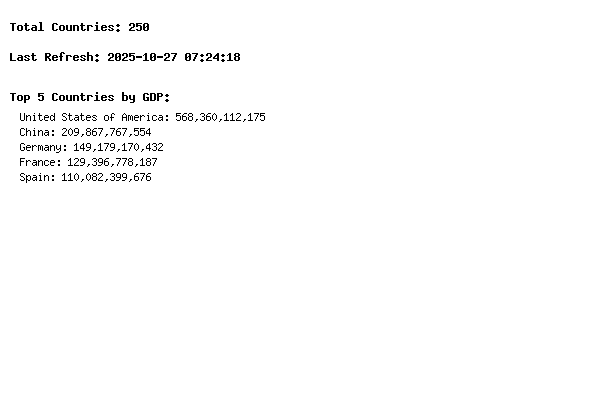 Total Countries: 250
Last Refresh: 2025-10-27 07:24:18
Top 5 Countries by GDP:
United States of America: 568,360,112,175
China: 209,867,767,554
Germany: 149,179,170,432
France: 129,396,778,187
Spain: 110,082,399,676